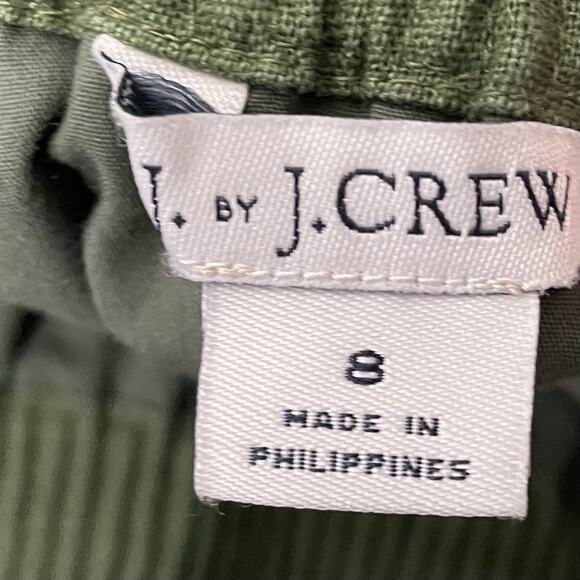 J. BY J.CREW
8
MADE IN
PHILIPPINES